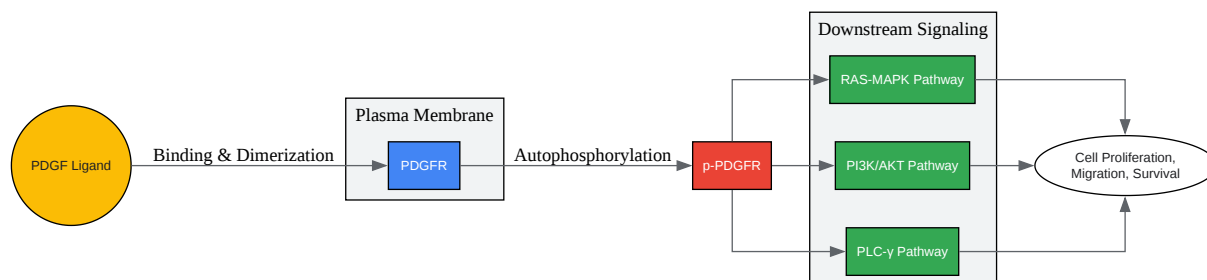 Downstream Signaling
RAS-MAPK Pathway
Plasma Membrane
PDGF Ligand
Binding & Dimerization
PDGFR
Autophosphorylation
p-PDGFR
PI3K/AKT Pathway
Cell Proliferation,
Migration, Survival
PLC-γ Pathway